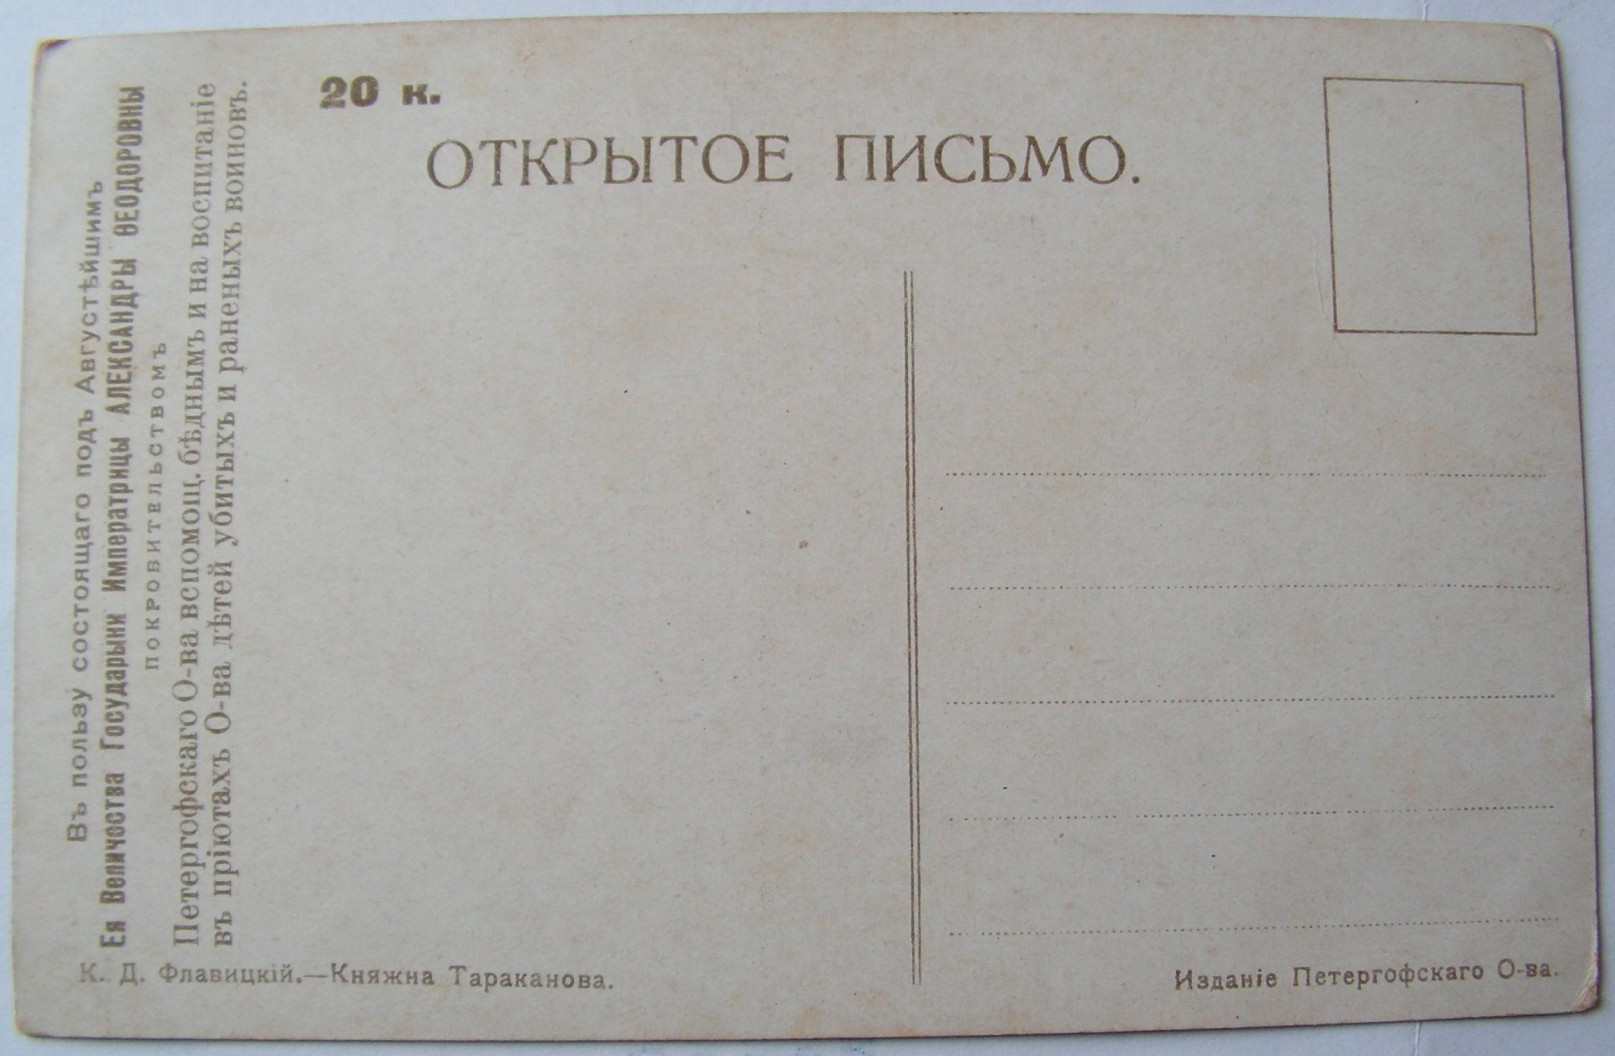 Въ пользу состоящаго подъ Августѣйшимъ
Ея Величества Государыни Императрицы АЛЕКСАНДРЫ ѲЕОДОРОВНЫ
покровительствомъ
Петергофскаго О-ва вспомощ. бѣднымъ и на воспитаніе
въ пріютахъ О-ва дѣтей убитыхъ и раненыхъ воиновъ.
20 к.
ОТКРЫТОЕ ПИСЬМО.
К. Д. Флавицкій.—Княжна Тараканова.
Изданіе Петергофскаго О-ва.